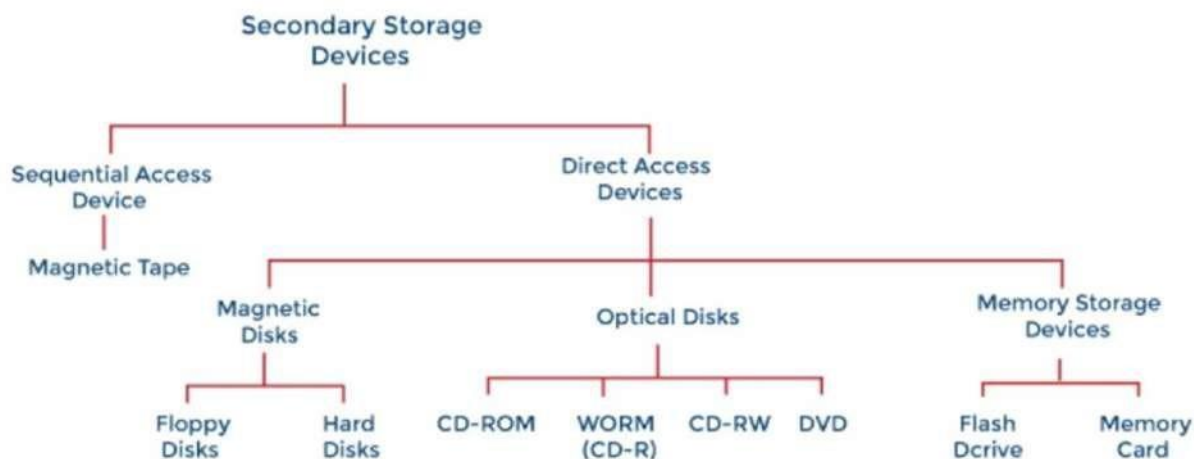 Secondary Storage
Devices
Sequential Access
Device
Direct Access
Devices
Magnetic Tape
Magnetic
Disks
Optical Disks
Memory Storage
Devices
Floppy
Disks
Hard
Disks
CD-ROM
WORM
(CD-R)
CD-RW
DVD
Flash
Dcrive
Memory
Card